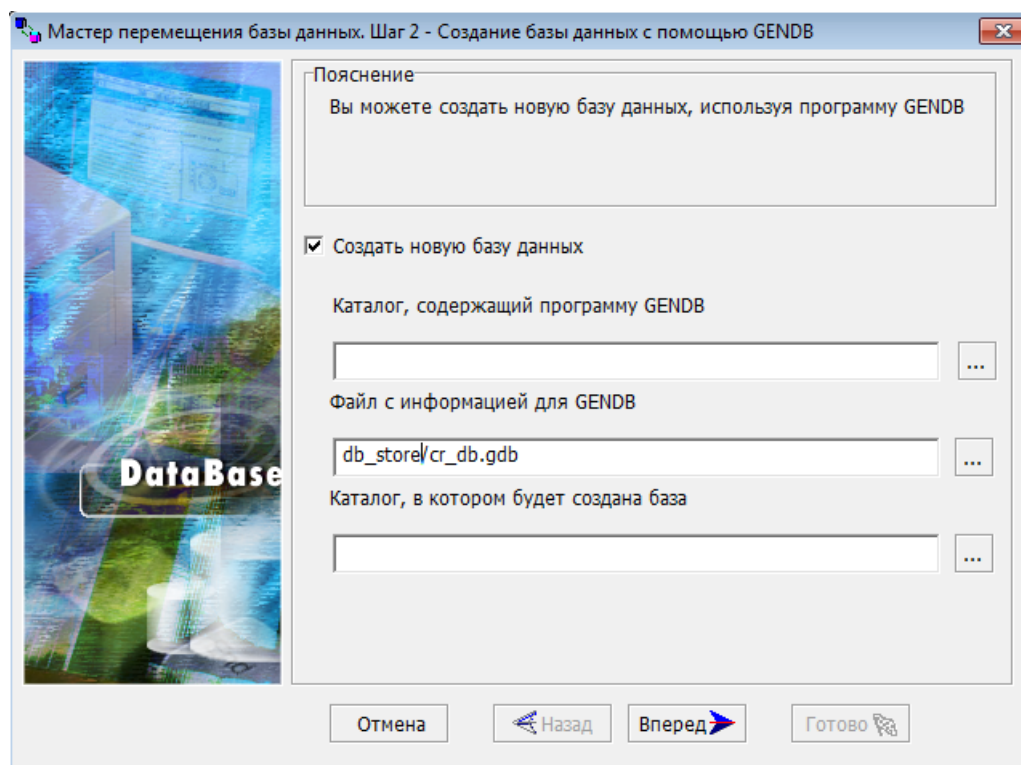 Мастер перемещения базы данных. Шаг 2 - Создание базы данных с помощью GENDB
Пояснение
Вы можете создать новую базу данных, используя программу GENDB
Создать новую базу данных
Каталог, содержащий программу GENDB
...
Файл с информацией для GENDB
db_store/cr_db.gdb
...
Каталог, в котором будет создана база
...
DataBase
Отмена
Назад
Вперед
Готово